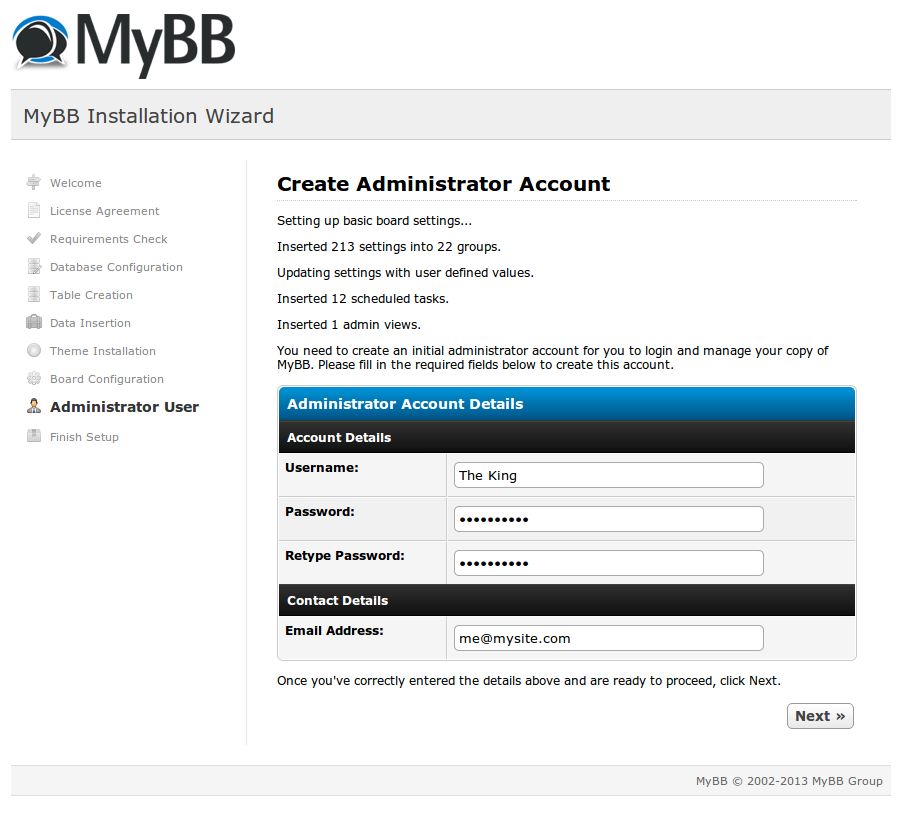 MyBB
MyBB Installation Wizard
Welcome
License Agreement
Requirements Check
Database Configuration
Table Creation
Data Insertion
Theme Installation
Board Configuration
Administrator User
Finish Setup
Create Administrator Account
Setting up basic board settings...
Inserted 213 settings into 22 groups.
Updating settings with user defined values.
Inserted 12 scheduled tasks.
Inserted 1 admin views.
You need to create an initial administrator account for you to login and manage your copy of
MyBB. Please fill in the required fields below to create this account.
Administrator Account Details
Account Details
Username: The King
Password: ••••••••••
Retype Password: ••••••••••
Contact Details
Email Address: me@mysite.com
Once you've correctly entered the details above and are ready to proceed, click Next.
Next »
MyBB © 2002-2013 MyBB Group